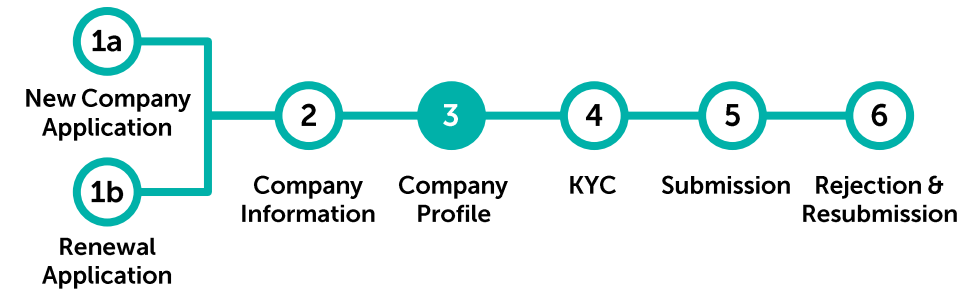 1a
New Company
Application
1b
Renewal
Application
2
Company
Information
3
Company
Profile
4
KYC
5
Submission
6
Rejection &
Resubmission